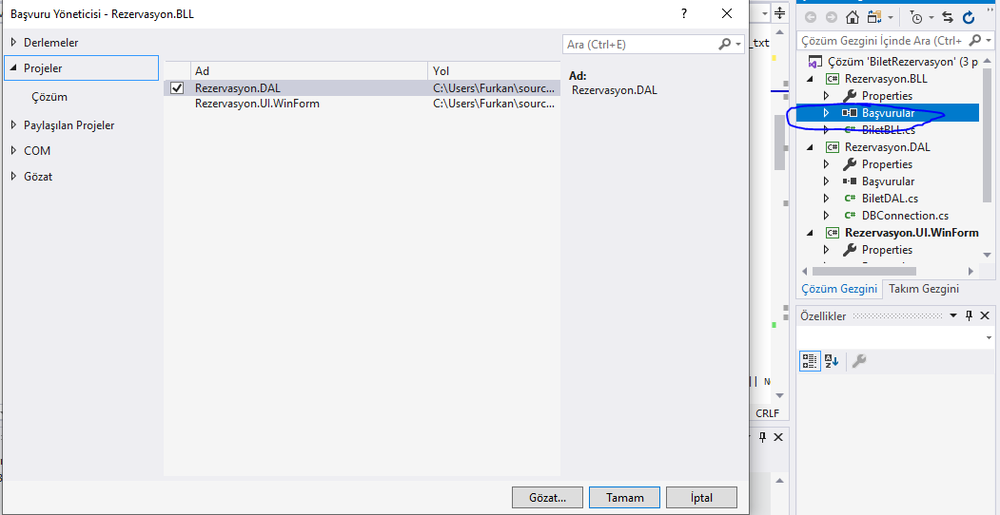 Başvuru Yöneticisi - Rezervasyon.BLL
?
Derlemeler
Projeler
Çözüm
Paylaşılan Projeler
COM
Gözat
Ad
Yol
Rezervasyon.DAL
C:\Users\Furkan\sourc...
Rezervasyon.UI.WinForm
C:\Users\Furkan\sourc...
Ara (Ctrl+E)
Ad:
Rezervasyon.DAL
Gözat...
Tamam
İptal
_txt
|| N
CRLF
Çözüm Gezgini İçinde Ara (Ctrl+
Çözüm 'BiletRezervasyon' (3 p
C# Rezervasyon.BLL
Properties
Başvurular
C# BiletBLL.cs
C# Rezervasyon.DAL
Properties
Başvurular
C# BiletDAL.cs
C# DBConnection.cs
C# Rezervasyon.UI.WinForm
Properties
Çözüm Gezgini
Takım Gezgini
Özellikler